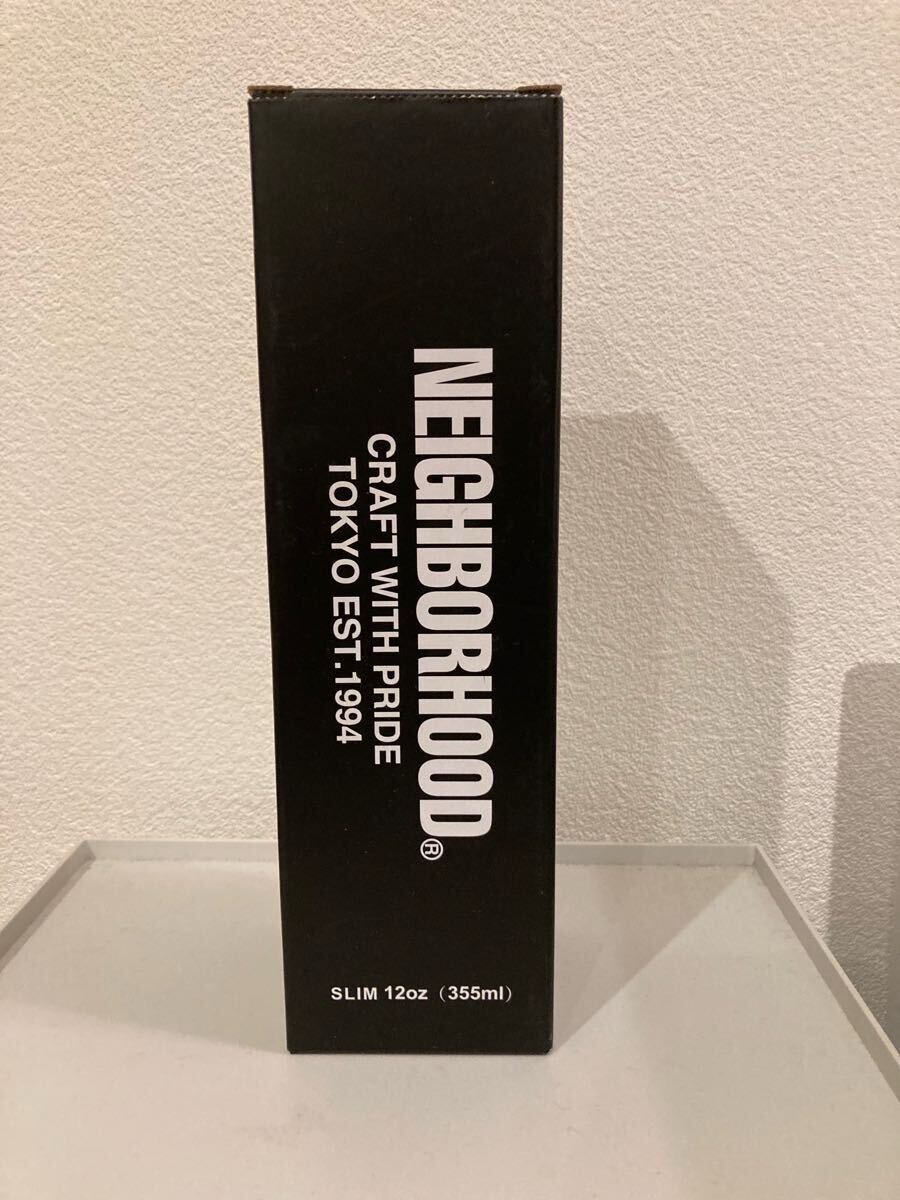 NEIGHBORHOOD®
CRAFT WITH PRIDE
TOKYO EST.1994
SLIM 12oz（355ml）